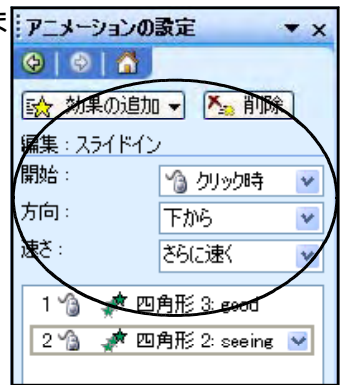 ま
アニメーションの設定
効果の追加 削除
編集 : スライドイン
開始 : クリック時
方向 : 下から
速さ : さらに速く
1 四角形 3: good
2 四角形 2: seeing